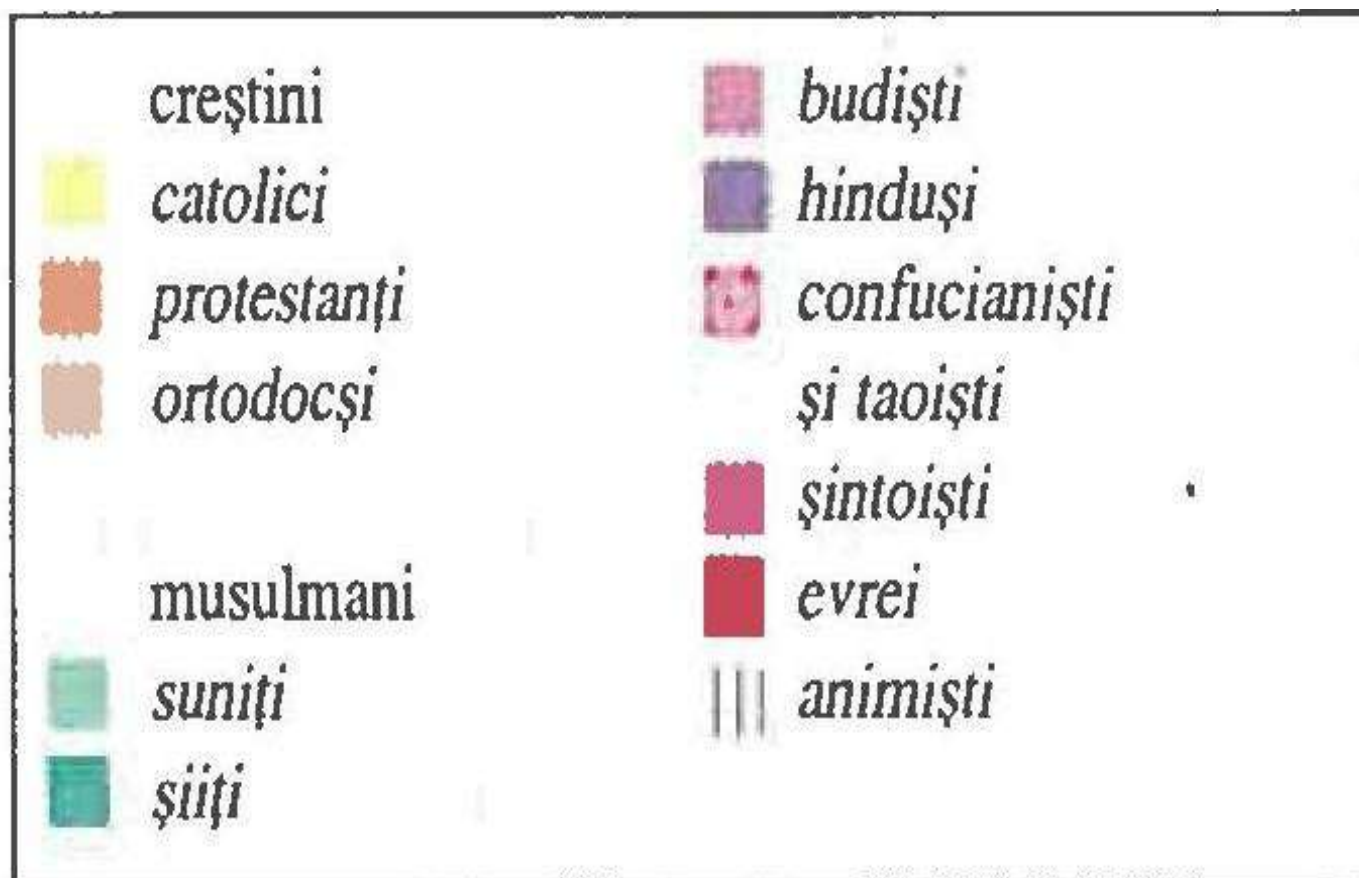 creştini
catolici
protestanţi
ortodocşi
musulmani
suniţi
şiiţi
budişti
hinduşi
confucianişti
şi taoişti
şintoişti
evrei
animişti